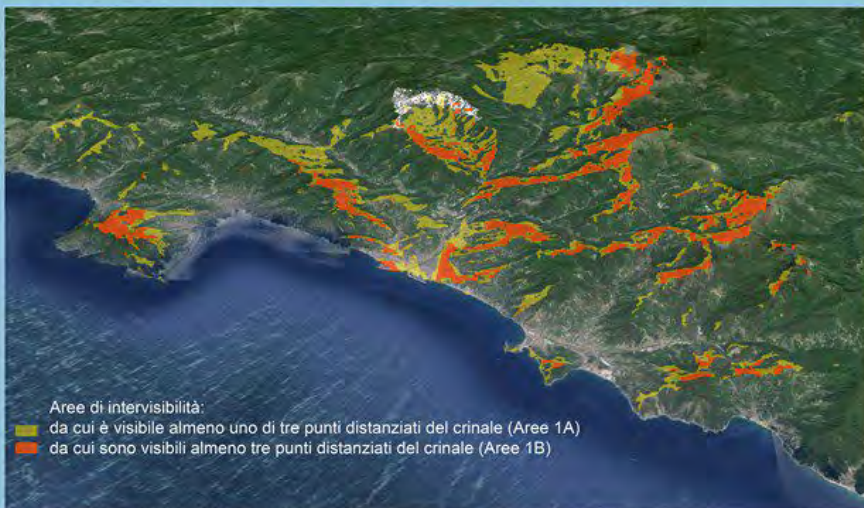 Aree di intervisibilità:
da cui è visibile almeno uno di tre punti distanziati del crinale (Aree 1A)
da cui sono visibili almeno tre punti distanziati del crinale (Aree 1B)